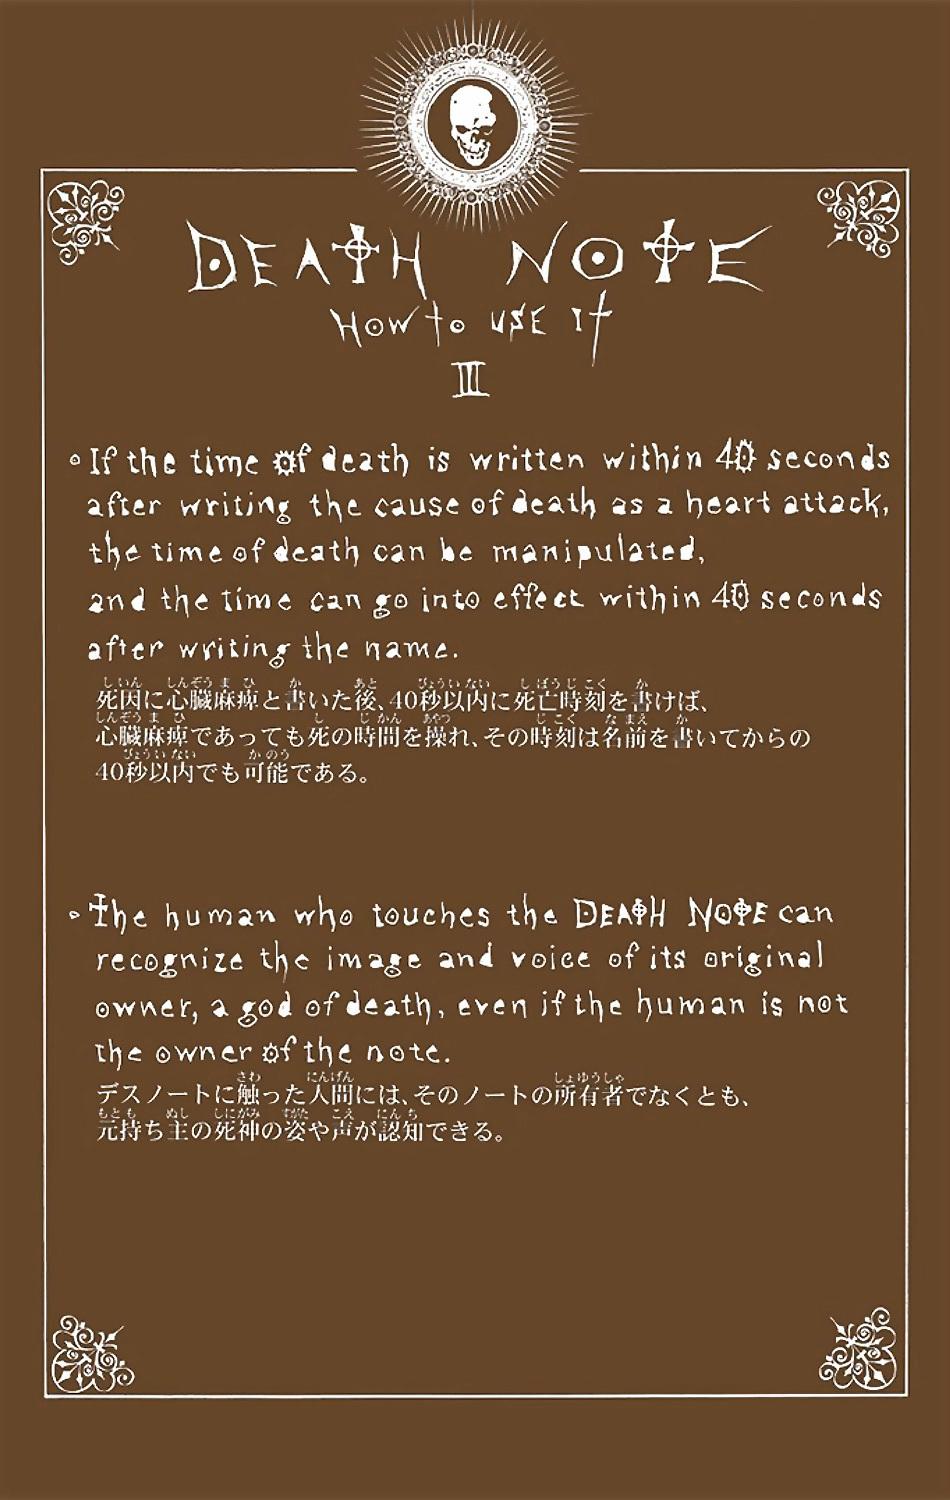 DEATH NOTE
How to use it
III
If the time of death is written within 40 seconds
after writing the cause of death as a heart attack,
the time of death can be manipulated,
and the time can go into effect within 40 seconds
after writing the name.
死因に心臓麻痺と書いた後、40秒以内に死亡時刻を書けば、
心臓麻痺であっても死の時間を操れ、その時刻は名前を書いてからの
40秒以内でも可能である。
The human who touches the DEATH NOTE can
recognize the image and voice of its original
owner, a god of death, even if the human is not
the owner of the note.
デスノートに触った人間には、そのノートの所有者でなくとも、
元持ち主の死神の姿や声が認知できる。